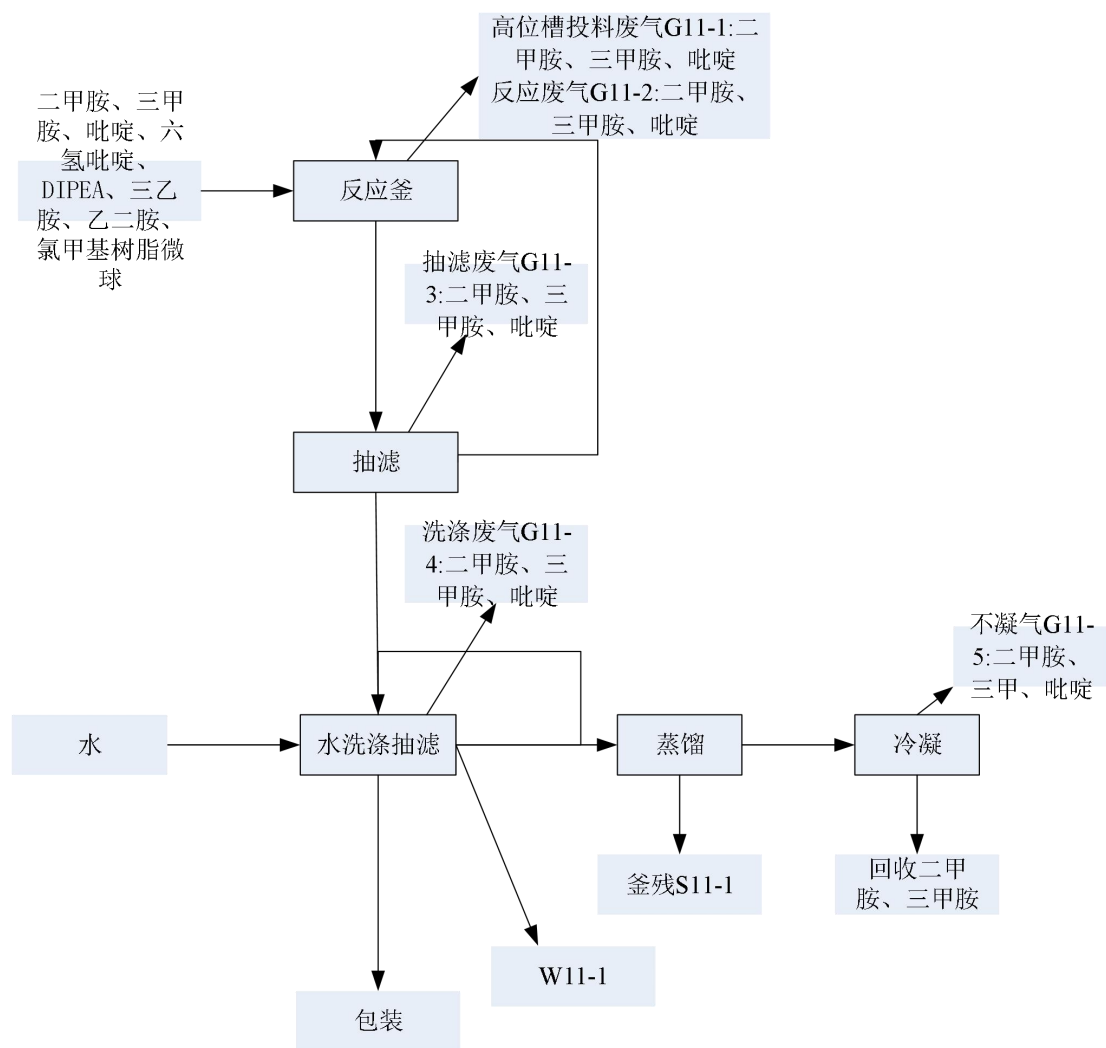 高位槽投料废气G11-1:二
甲胺、三甲胺、吡啶
反应废气G11-2:二甲胺、
三甲胺、吡啶
二甲胺、三甲
胺、吡啶、六
氢吡啶、
DIPEA、三乙
胺、乙二胺、
氯甲基树脂微
球
反应釜
抽滤废气G11-
3:二甲胺、三
甲胺、吡啶
抽滤
洗涤废气G11-
4:二甲胺、三
甲胺、吡啶
不凝气G11-
5:二甲胺、
三甲、吡啶
水
水洗涤抽滤
蒸馏
冷凝
釜残S11-1
回收二甲
胺、三甲胺
W11-1
包装